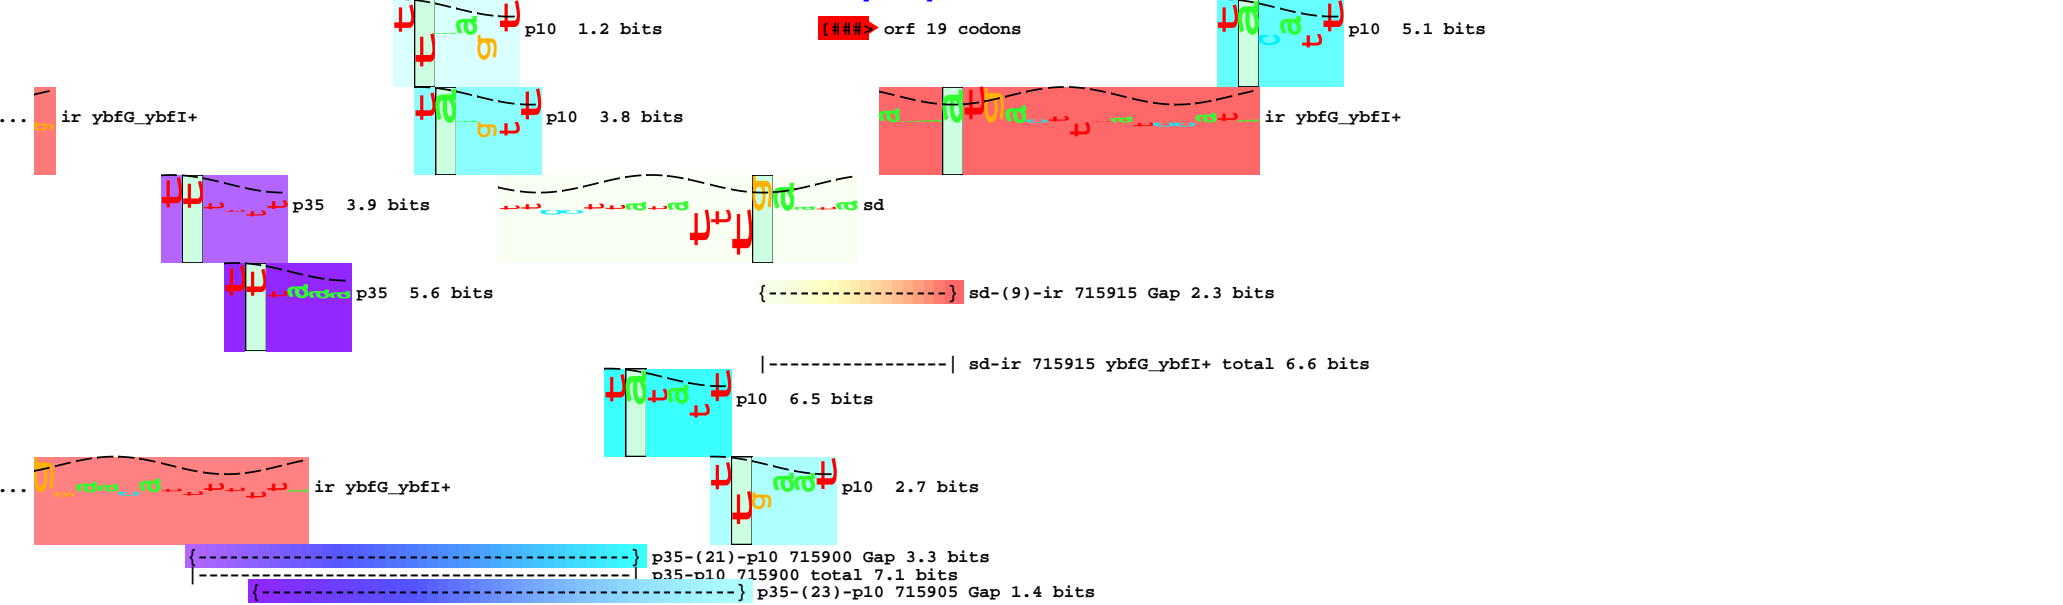 p10 1.2 bits
[###> orf 19 codons
p10 5.1 bits
... ir ybfG_ybfI+
p10 3.8 bits
ir ybfG_ybfI+
p35 3.9 bits
sd
p35 5.6 bits
{------------------} sd-(9)-ir 715915 Gap 2.3 bits
|-----------------| sd-ir 715915 ybfG_ybfI+ total 6.6 bits
p10 6.5 bits
... ir ybfG_ybfI+
p10 2.7 bits
{-----------------------------------------} p35-(21)-p10 715900 Gap 3.3 bits
|-----------------------------------------| p35-p10 715900 total 7.1 bits
{---------------------------------------------} p35-(23)-p10 715905 Gap 1.4 bits